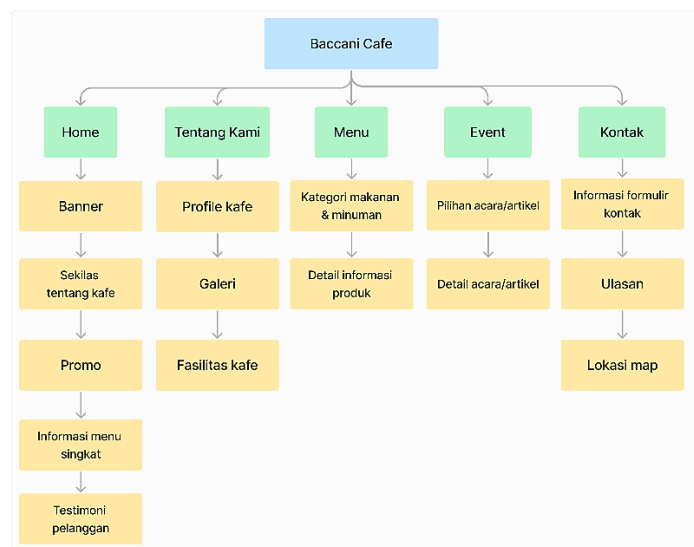 Baccani Cafe
Home
Tentang Kami
Menu
Event
Kontak
Banner
Profile kafe
Kategori makanan
& minuman
Pilihan acara/artikel
Informasi formulir
kontak
Sekilas
tentang kafe
Galeri
Detail informasi
produk
Detail acara/artikel
Ulasan
Promo
Fasilitas kafe
Lokasi map
Informasi menu
singkat
Testimoni
pelanggan